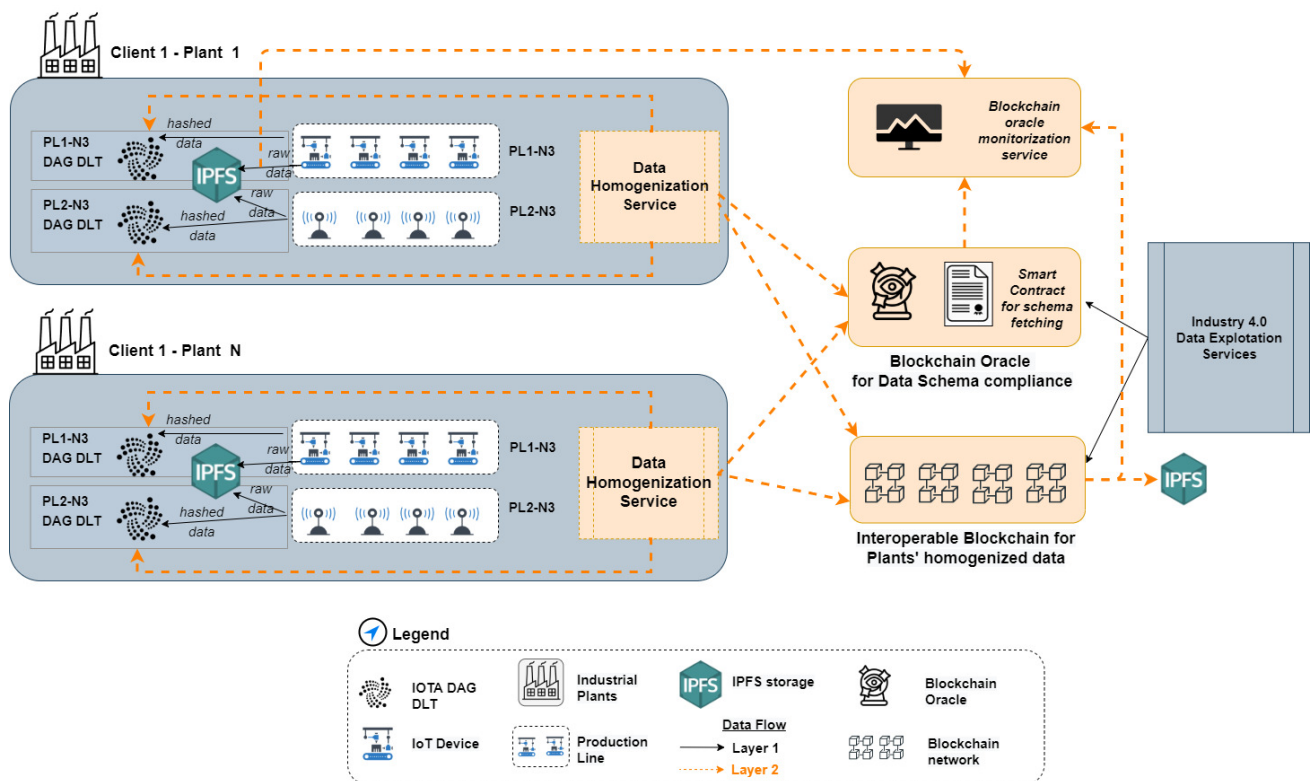 Client 1 - Plant 1
hashed
data
PL1-N3
DAG DLT
IPFS
raw
data
PL1-N3
raw
data
PL2-N3
DAG DLT
hashed
data
PL2-N3
Data
Homogenization
Service
Blockchain
oracle
monitorization
service
Smart
Contract
for schema
fetching
Blockchain Oracle
for Data Schema compliance
Industry 4.0
Data Explotation
Services
Client 1 - Plant N
hashed
data
PL1-N3
DAG DLT
IPFS
raw
data
PL1-N3
raw
data
PL2-N3
DAG DLT
hashed
data
PL2-N3
Data
Homogenization
Service
IPFS
Interoperable Blockchain for
Plants' homogenized data
Legend
IOTA DAG
DLT
Industrial
Plants
IPFS
IPFS storage
Blockchain
Oracle
IoT Device
Production
Line
Data Flow
Layer 1
Layer 2
Blockchain
network